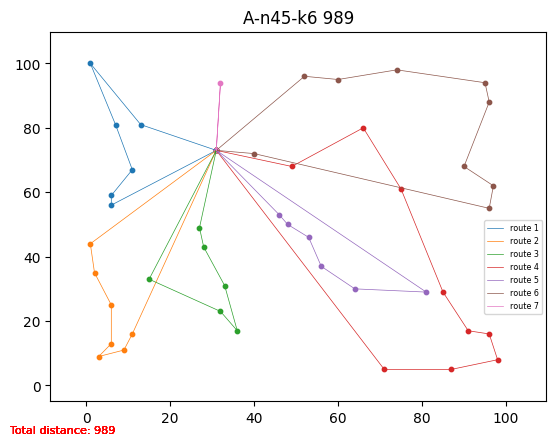 A-n45-k6 989
100
80
60
40
20
0
route 1
route 2
route 3
route 4
route 5
route 6
route 7
0 20 40 60 80 100
Total distance: 989